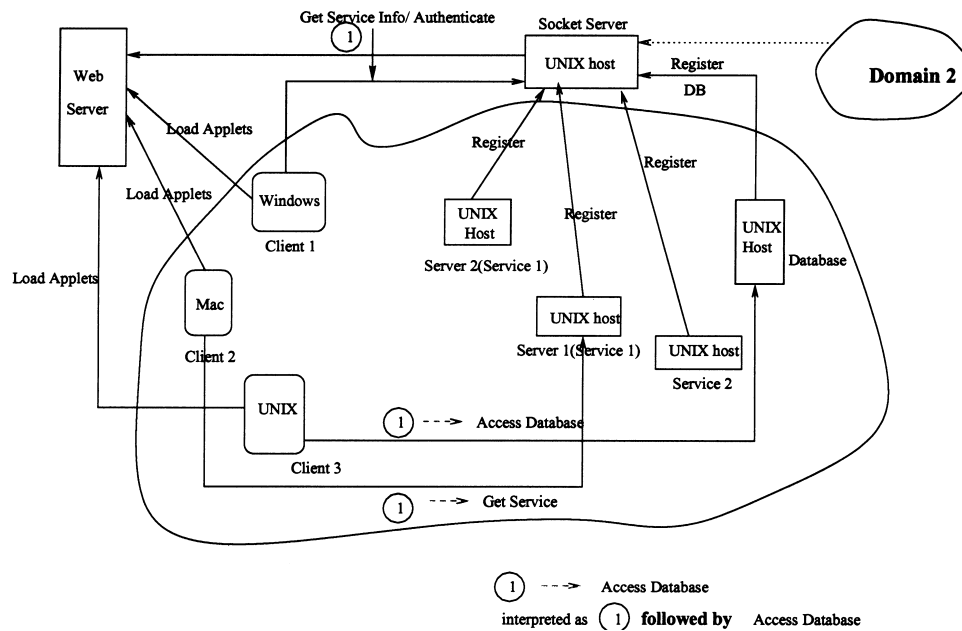 Get Service Info/ Authenticate
1
Socket Server
UNIX host
Web
Server
Register
DB
Domain 2
Load Applets
Load Applets
Load Applets
Windows
Client 1
Register
Register
Register
UNIX
Host
Server 2(Service 1)
UNIX
Host
Database
Mac
Client 2
UNIX host
Server 1(Service 1)
UNIX host
Service 2
UNIX
Client 3
1
Access Database
1
Get Service
1
Access Database
interpreted as 1 followed by Access Database